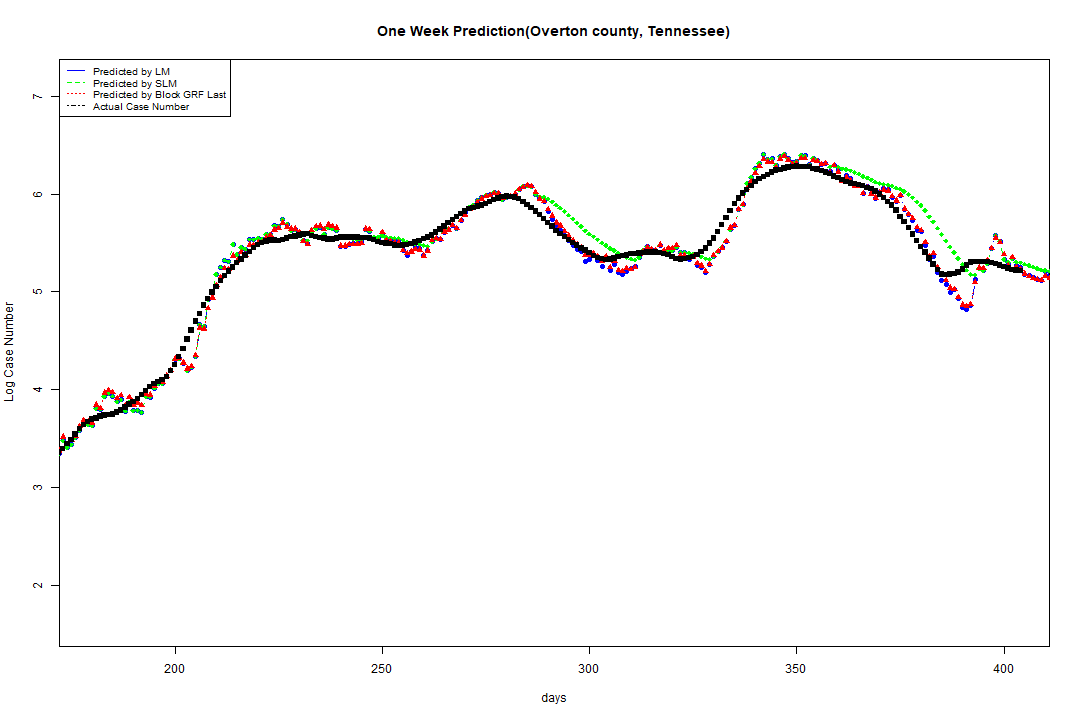 One Week Prediction(Overton county, Tennessee)
Predicted by LM
Predicted by SLM
Predicted by Block GRF Last
Actual Case Number
7
6
5
4
3
2
Log Case Number
200 250 300 350 400
days